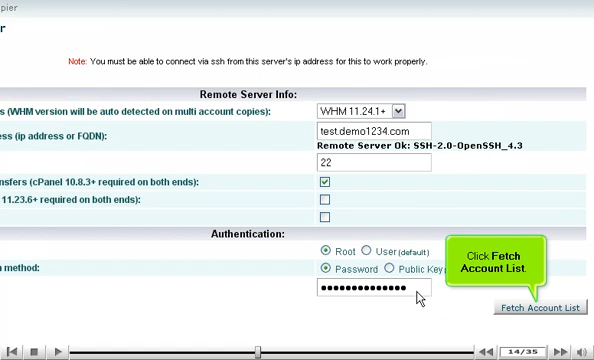 pier
r
Note: You must be able to connect via ssh from this server's ip address for this to work properly.
Remote Server Info:
s (WHM version will be auto detected on multi account copies): WHM 11.24.1+
ess (ip address or FQDN): test.demo1234.com
Remote Server Ok: SSH-2.0-OpenSSH_4.3
22
nsfers (cPanel 10.8.3+ required on both ends):
11.23.6+ required on both ends):
Authentication:
Root User (default)
n method: Password Public Key
Click Fetch
Account List.
Fetch Account List
14/35